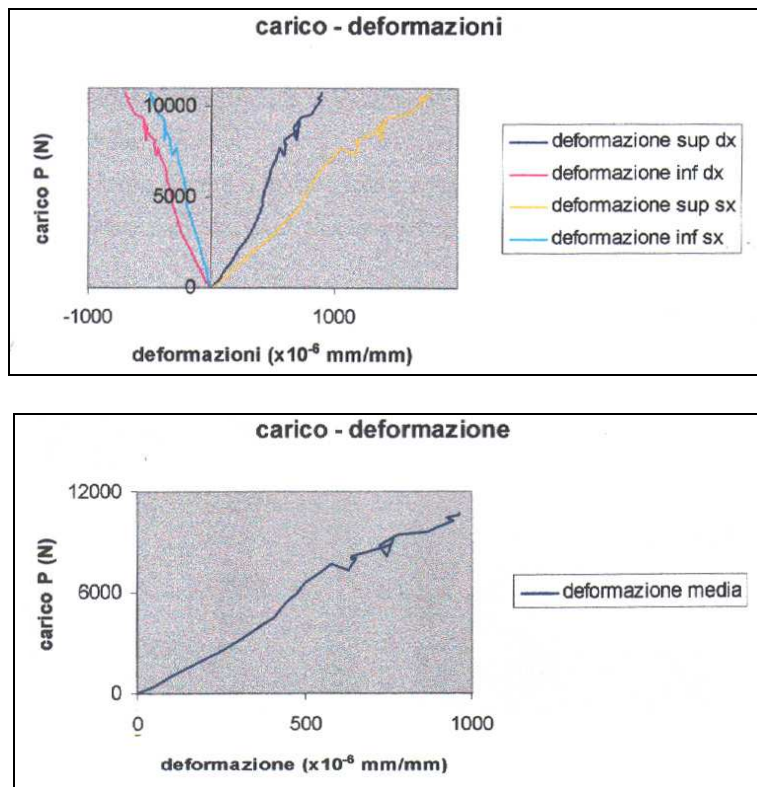 carico - deformazioni
10000
5000
0
-1000
1000
carico P (N)
deformazioni (x10⁻⁶ mm/mm)
deformazione sup dx
deformazione inf dx
deformazione sup sx
deformazione inf sx
carico - deformazione
12000
6000
0
0
500
1000
carico P (N)
deformazione (x10⁻⁶ mm/mm)
deformazione media